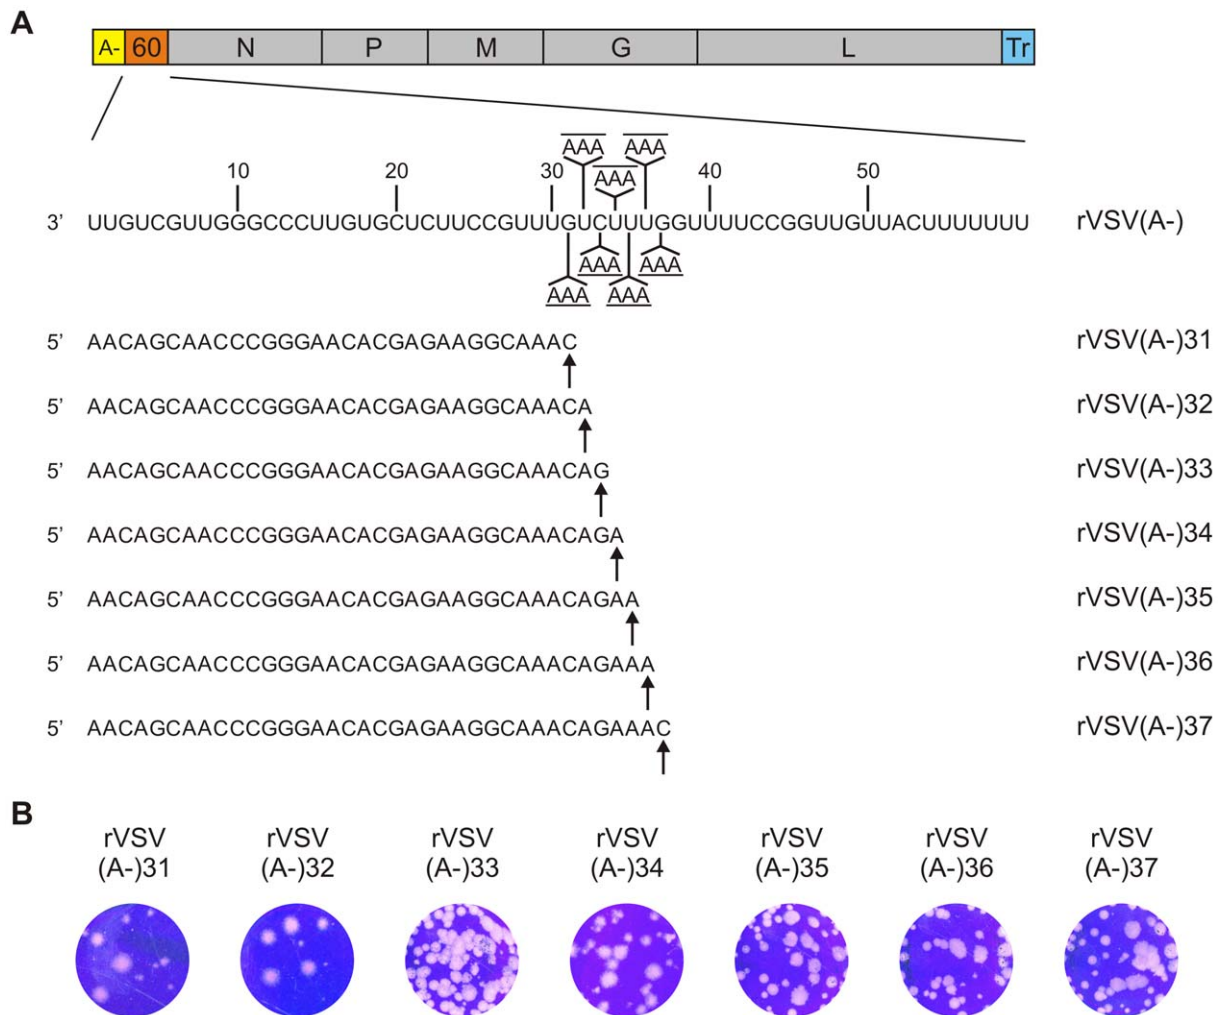 A
A- 60 N P M G L Tr
AAA AAA
AAA
10 20 30 40 50
3' UUGUCGUUGGGCCCUUGUGCUCUUCCGUUUGUCUUUGGUUUUCCGGUUGUUACUUUUUUU rVSV(A-)
AAA AAA
AAA AAA
5' AACAGCAACCCGGGAACACGAGAAGGCAAAC rVSV(A-)31
5' AACAGCAACCCGGGAACACGAGAAGGCAAACA rVSV(A-)32
5' AACAGCAACCCGGGAACACGAGAAGGCAAACAG rVSV(A-)33
5' AACAGCAACCCGGGAACACGAGAAGGCAAACAGA rVSV(A-)34
5' AACAGCAACCCGGGAACACGAGAAGGCAAACAGAA rVSV(A-)35
5' AACAGCAACCCGGGAACACGAGAAGGCAAACAGAAA rVSV(A-)36
5' AACAGCAACCCGGGAACACGAGAAGGCAAACAGAAAC rVSV(A-)37
B
rVSV rVSV rVSV rVSV rVSV rVSV rVSV
(A-)31 (A-)32 (A-)33 (A-)34 (A-)35 (A-)36 (A-)37